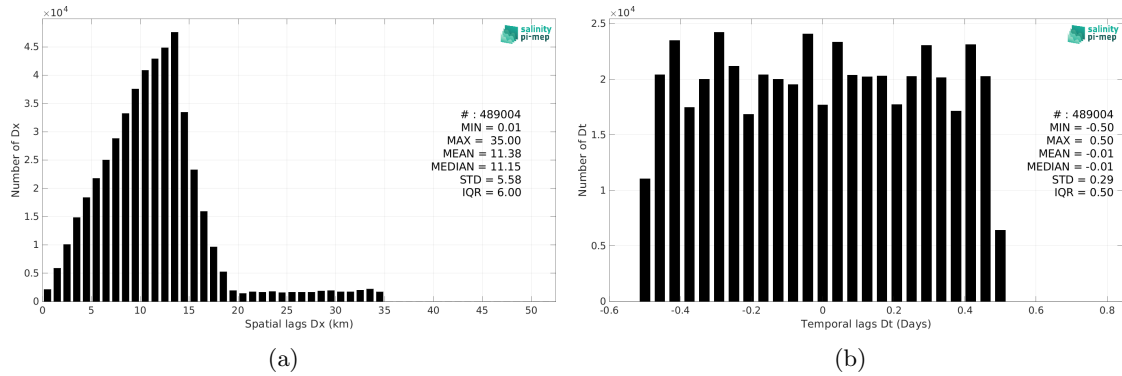 ×10⁴
4.5
4
3.5
3
2.5
2
1.5
1
0.5
0
Number of Dx
0 5 10 15 20 25 30 35 40 45 50
Spatial lags Dx (km)
salinity
pi-mep
# : 489004
MIN = 0.01
MAX = 35.00
MEAN = 11.38
MEDIAN = 11.15
STD = 5.58
IQR = 6.00
(a)
×10⁴
2.5
2
1.5
1
0.5
0
Number of Dt
-0.6 -0.4 -0.2 0 0.2 0.4 0.6 0.8
Temporal lags Dt (Days)
salinity
pi-mep
# : 489004
MIN = -0.50
MAX = 0.50
MEAN = -0.01
MEDIAN = -0.01
STD = 0.29
IQR = 0.50
(b)